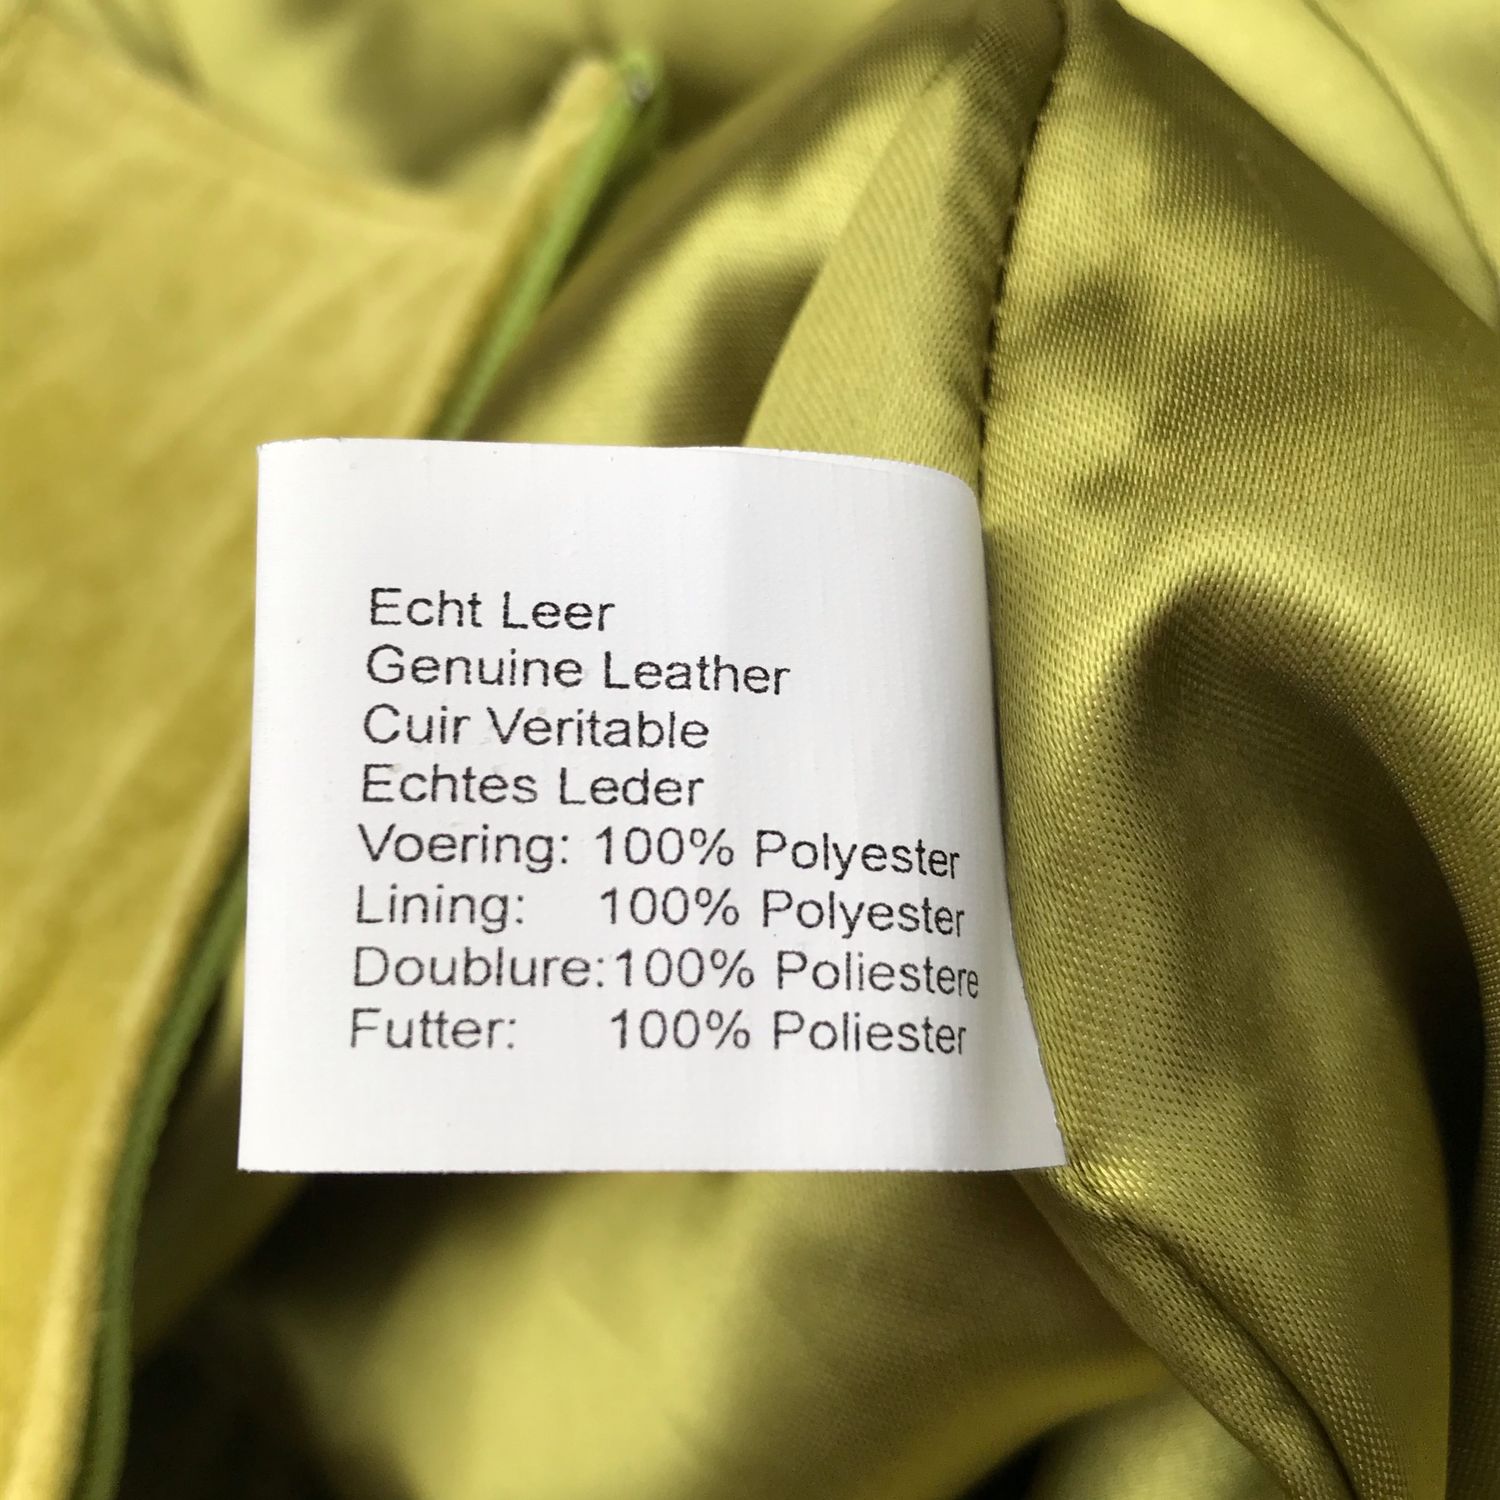 Echt Leer
Genuine Leather
Cuir Veritable
Echtes Leder
Voering: 100% Polyester
Lining: 100% Polyester
Doublure:100% Poliestere
Futter: 100% Poliester